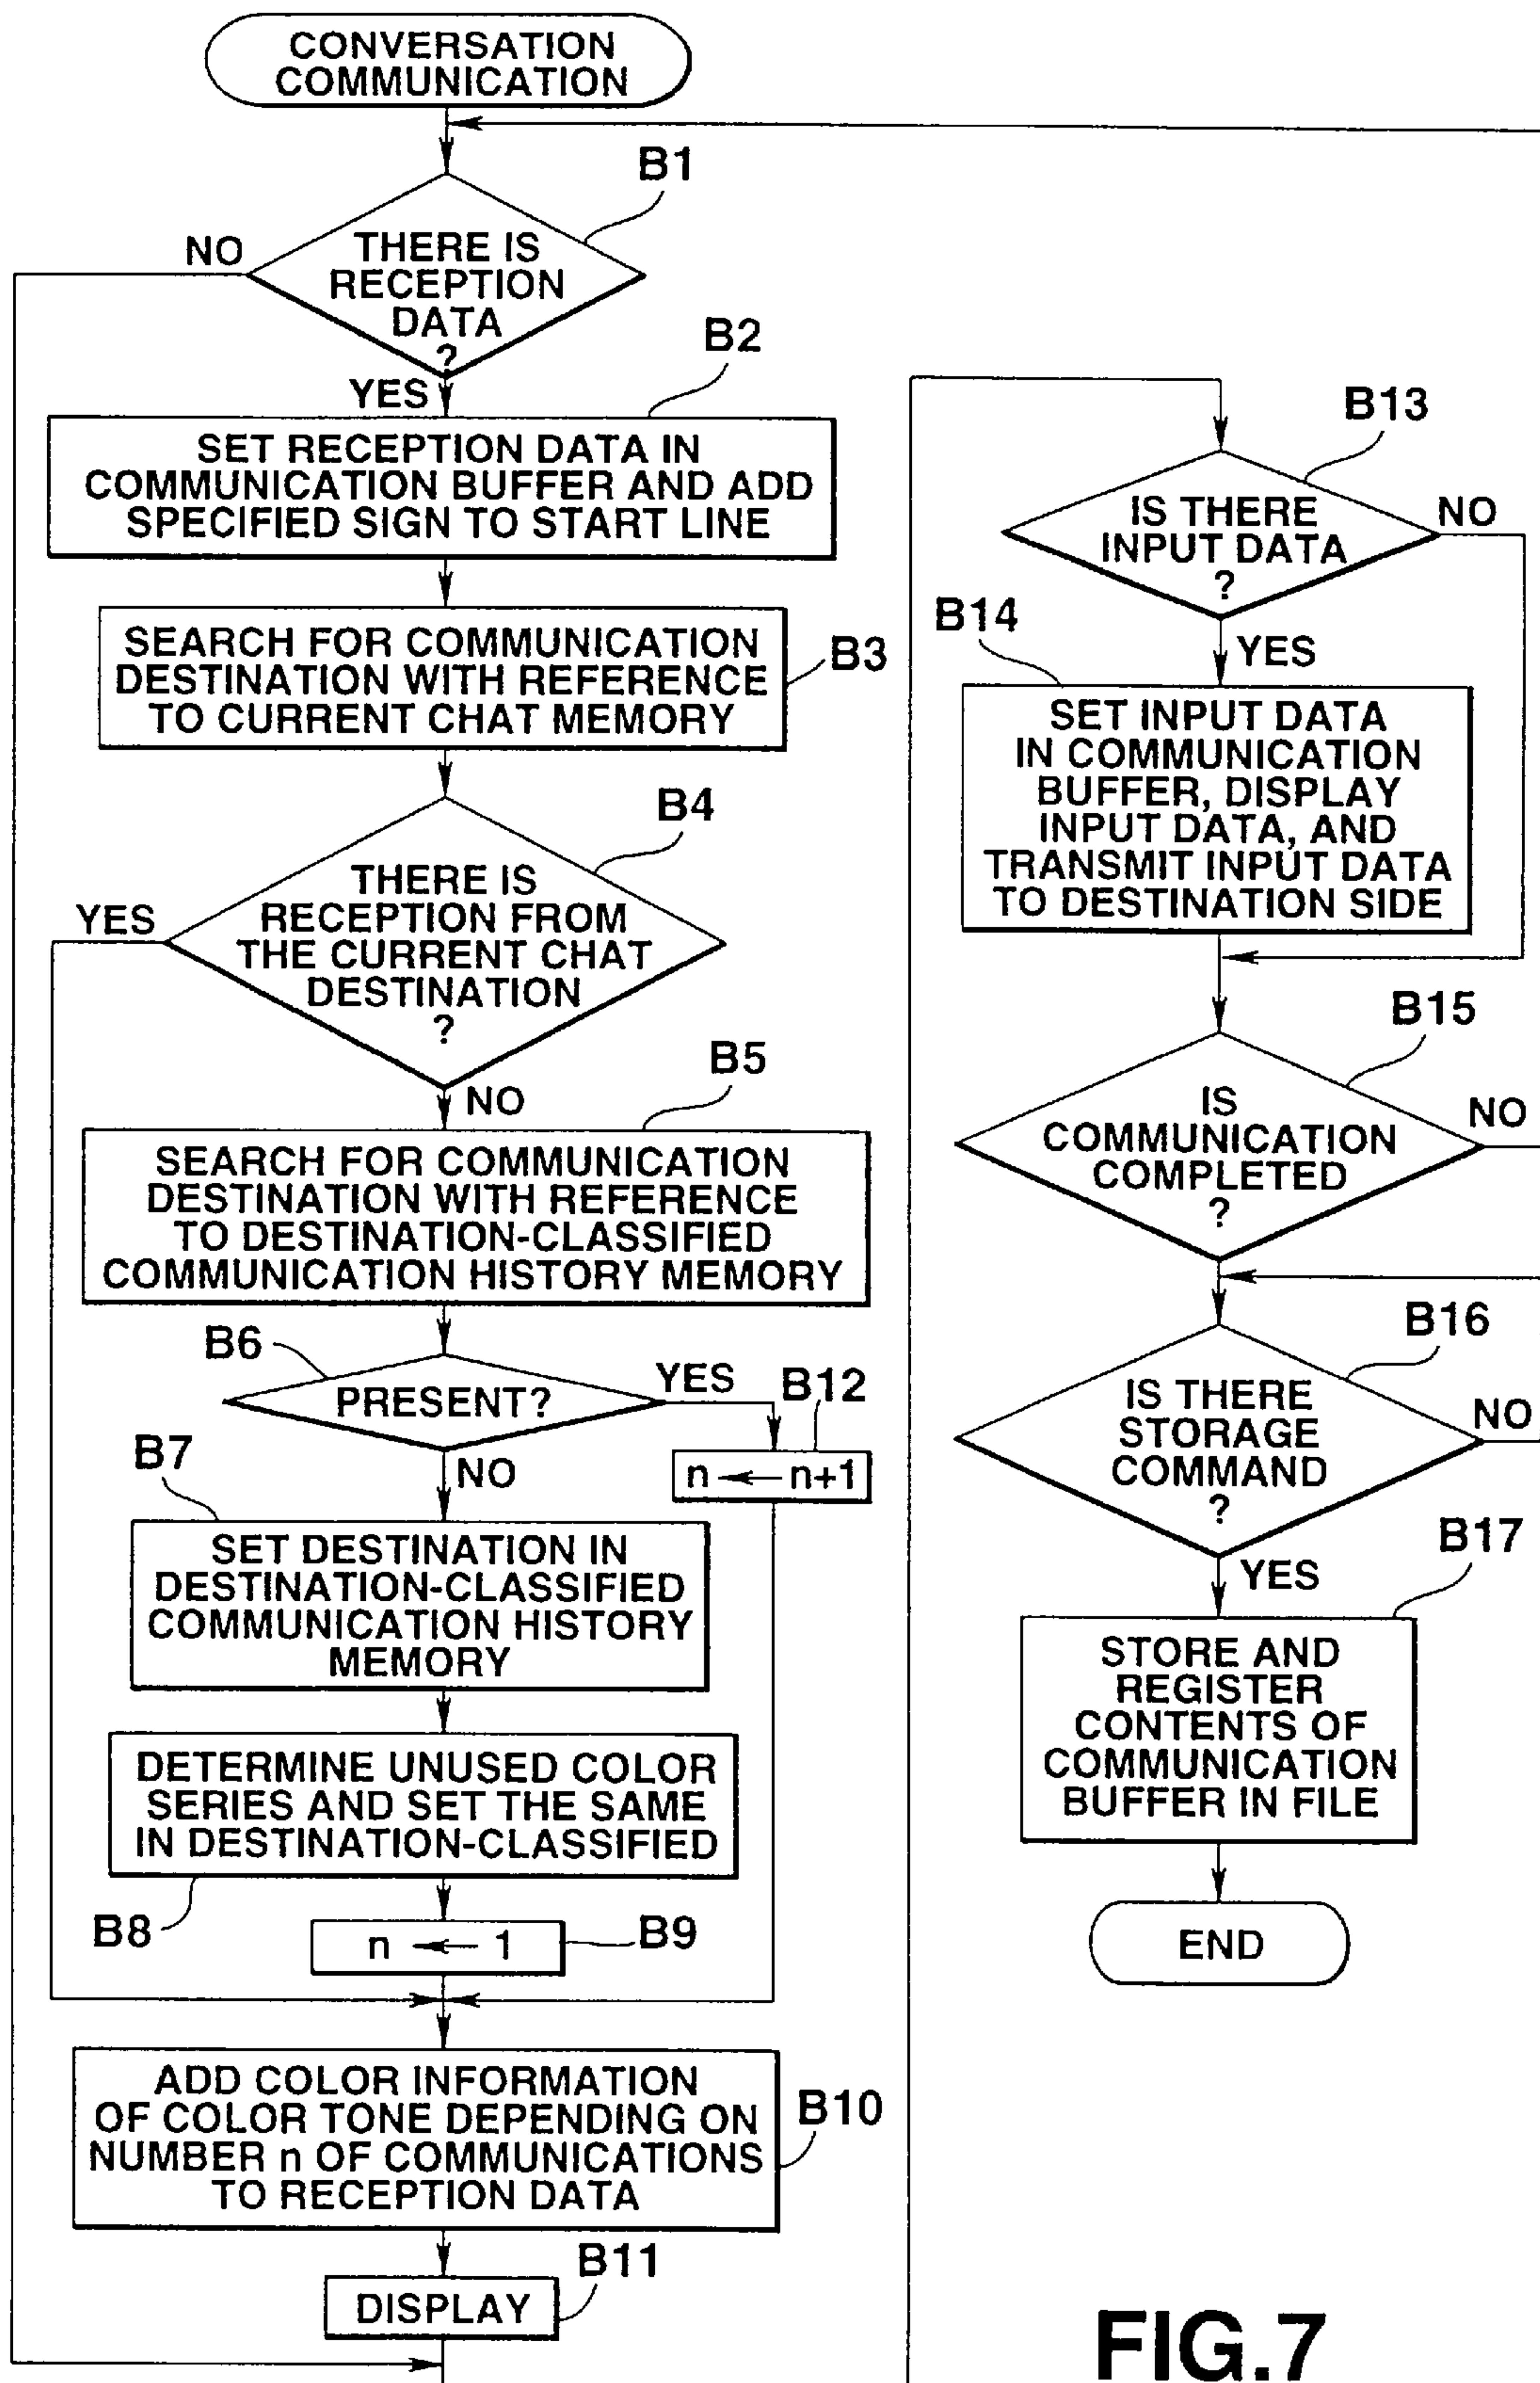 CONVERSATION
COMMUNICATION
B1
NO
THERE IS
RECEPTION
DATA
?
YES
B2
SET RECEPTION DATA IN
COMMUNICATION BUFFER AND ADD
SPECIFIED SIGN TO START LINE
SEARCH FOR COMMUNICATION
DESTINATION WITH REFERENCE
TO CURRENT CHAT MEMORY
B3
B4
YES
THERE IS
RECEPTION FROM
THE CURRENT CHAT
DESTINATION
?
NO
B5
SEARCH FOR COMMUNICATION
DESTINATION WITH REFERENCE
TO DESTINATION-CLASSIFIED
COMMUNICATION HISTORY MEMORY
B6
PRESENT?
YES
B12
n ← n+1
NO
B7
SET DESTINATION IN
DESTINATION-CLASSIFIED
COMMUNICATION HISTORY
MEMORY
DETERMINE UNUSED COLOR
SERIES AND SET THE SAME
IN DESTINATION-CLASSIFIED
B8
n ← 1
B9
ADD COLOR INFORMATION
OF COLOR TONE DEPENDING ON
NUMBER n OF COMMUNICATIONS
TO RECEPTION DATA
B10
B11
DISPLAY
B13
IS THERE
INPUT DATA
?
NO
YES
B14
SET INPUT DATA
IN COMMUNICATION
BUFFER, DISPLAY
INPUT DATA, AND
TRANSMIT INPUT DATA
TO DESTINATION SIDE
B15
IS
COMMUNICATION
COMPLETED
?
NO
B16
IS THERE
STORAGE
COMMAND
?
NO
YES
B17
STORE AND
REGISTER
CONTENTS OF
COMMUNICATION
BUFFER IN FILE
END
FIG.7